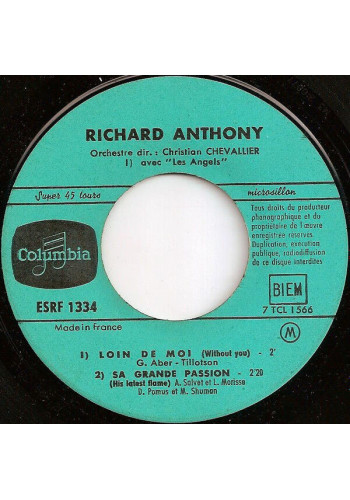 RICHARD ANTHONY
Orchestre dir. : Christian CHEVALLIER
1) avec "Les Angels"
Super 45 tours
microsillon
Tous droits du producteur
phonographique et du
propriétaire de l'œuvre
enregistrée réservés.
Duplication, exécution
publique, radiodiffusion
de ce disque interdites
Columbia
ESRF 1334
Made in France
BIEM
7 TCL 1566
M
1) LOIN DE MOI (Without you) - 2'
G. Aber - Tillotson
2) SA GRANDE PASSION - 2'20
(His latest flame) A. Salvet et L. Morisse
D. Pomus et M. Shuman